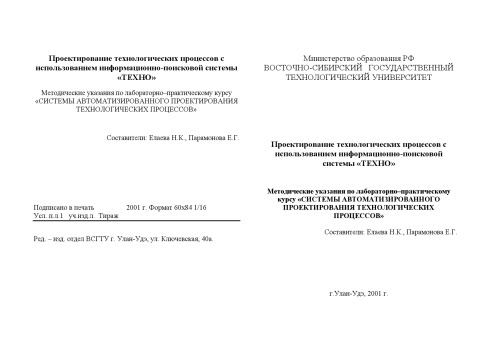 Проектирование технологических процессов с
использованием информационно-поисковой системы
«ТЕХНО»
Методические указания по лабораторно–практическому курсу
«СИСТЕМЫ АВТОМАТИЗИРОВАННОГО ПРОЕКТИРОВАНИЯ
ТЕХНОЛОГИЧЕСКИХ ПРОЦЕССОВ»
Составители: Елаева Н.К., Парамонова Е.Г.
Подписано в печать 2001 г. Формат 60х84 1/16
Усл. п.л.1 уч.изд.л. Тираж
Ред. – изд. отдел ВСГТУ г. Улан-Удэ, ул. Ключевская, 40а.
Министерство образования РФ
ВОСТОЧНО-СИБИРСКИЙ ГОСУДАРСТВЕННЫЙ
ТЕХНОЛОГИЧЕСКИЙ УНИВЕРСИТЕТ
Проектирование технологических процессов с
использованием информационно-поисковой
системы «ТЕХНО»
Методические указания по лабораторно–практическому
курсу «СИСТЕМЫ АВТОМАТИЗИРОВАННОГО
ПРОЕКТИРОВАНИЯ ТЕХНОЛОГИЧЕСКИХ
ПРОЦЕССОВ»
Составители: Елаева Н.К., Парамонова Е.Г.
г.Улан-Удэ, 2001 г.